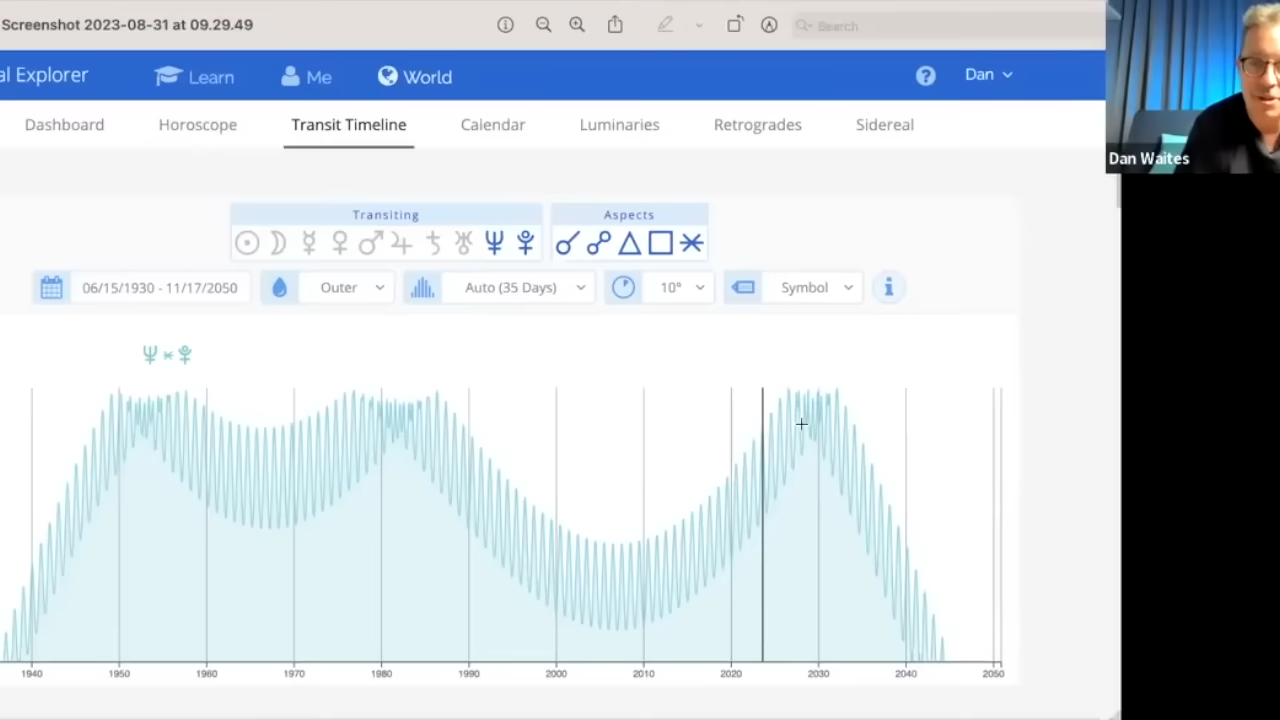 Screenshot 2023-08-31 at 09.29.49
Search
al Explorer
Learn
Me
World
Dan
Dashboard
Horoscope
Transit Timeline
Calendar
Luminaries
Retrogrades
Sidereal
Dan Waites
Transiting
Aspects
06/15/1930 - 11/17/2050
Outer
Auto (35 Days)
10°
Symbol
1940 1950 1960 1970 1980 1990 2000 2010 2020 2030 2040 2050